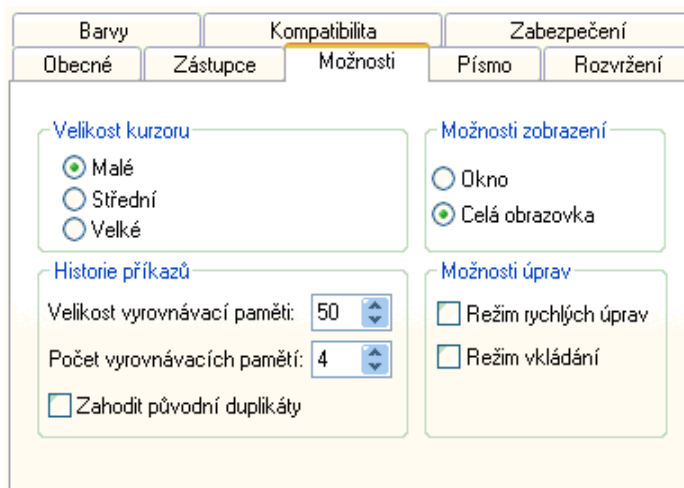 Barvy Kompatibilita Zabezpečení
Obecné Zástupce Možnosti Písmo Rozvržení
Velikost kurzoru
Malé
Střední
Velké
Možnosti zobrazení
Okno
Celá obrazovka
Historie příkazů
Velikost vyrovnávací paměti: 50
Počet vyrovnávacích pamětí: 4
Zahodit původní duplikáty
Možnosti úprav
Režim rychlých úprav
Režim vkládání